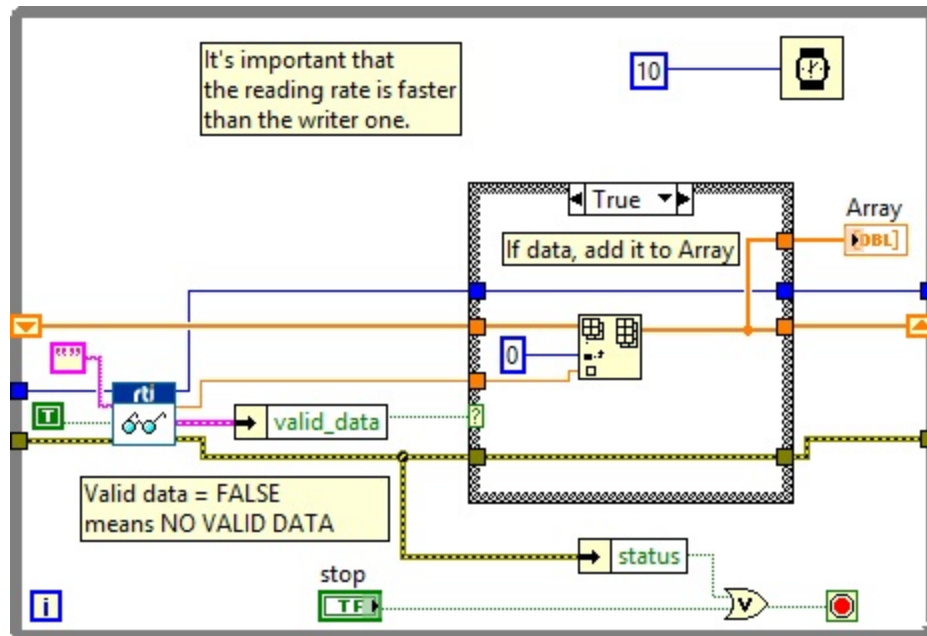 It's important that
the reading rate is faster
than the writer one.
10
True
Array
DBL]
If data, add it to Array
""
0
rti
T
valid_data
?
Valid data = FALSE
means NO VALID DATA
status
stop
i
TF
V